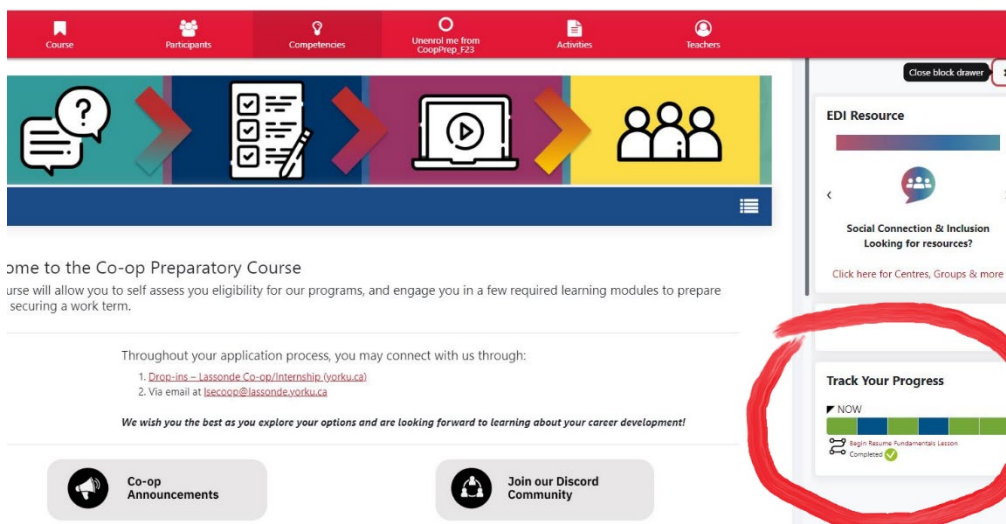 Course
Participants
Competencies
Unenrol me from
CoopPrep_F23
Activities
Teachers
Close block drawer
EDI Resource
?
Social Connection & Inclusion
Looking for resources?
Click here for Centres, Groups & more
ome to the Co-op Preparatory Course
urse will allow you to self assess you eligibility for our programs, and engage you in a few required learning modules to prepare
securing a work term.
Throughout your application process, you may connect with us through:
1. Drop-ins – Lassonde Co-op/Internship (yorku.ca)
2. Via email at lsecoop@lassonde.yorku.ca
We wish you the best as you explore your options and are looking forward to learning about your career development!
Co-op
Announcements
Join our Discord
Community
Track Your Progress
NOW
Begin Resume Fundamentals Lesson
Completed